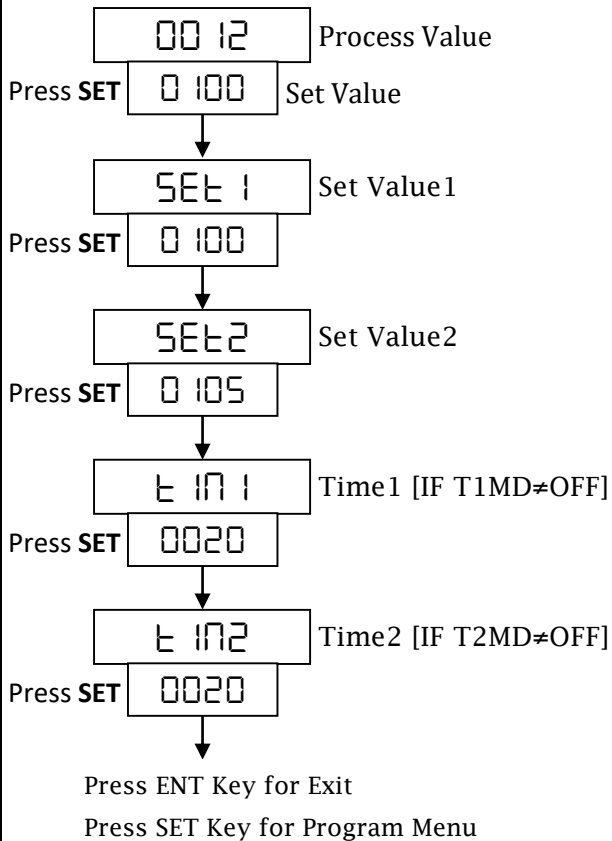 0012 Process Value
Press SET 0100 Set Value
SEt1 Set Value1
Press SET 0100
SEt2 Set Value2
Press SET 0105
tIM1 Time1 [IF T1MD≠OFF]
Press SET 0020
tIM2 Time2 [IF T2MD≠OFF]
Press SET 0020
Press ENT Key for Exit
Press SET Key for Program Menu